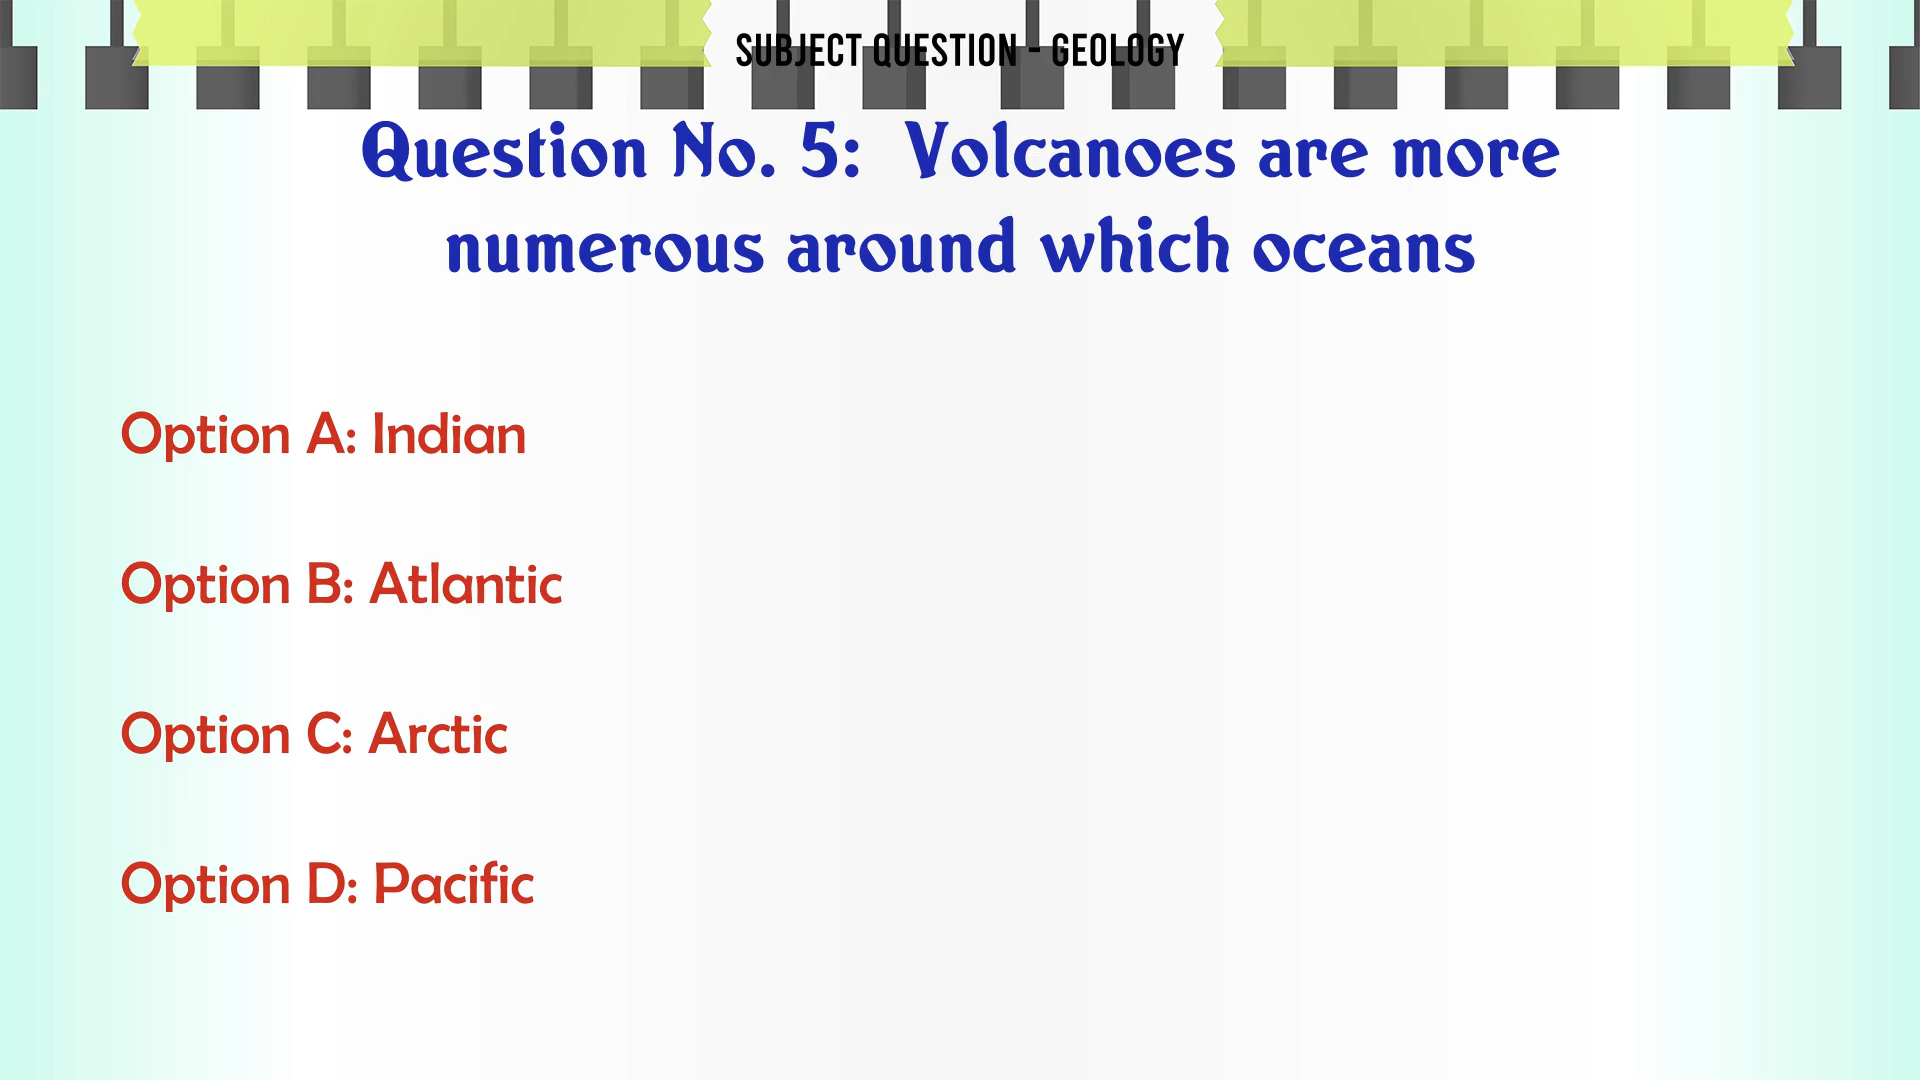 SUBJECT QUESTION - GEOLOGY
Question No. 5: Volcanoes are more
numerous around which oceans
Option A: Indian
Option B: Atlantic
Option C: Arctic
Option D: Pacific